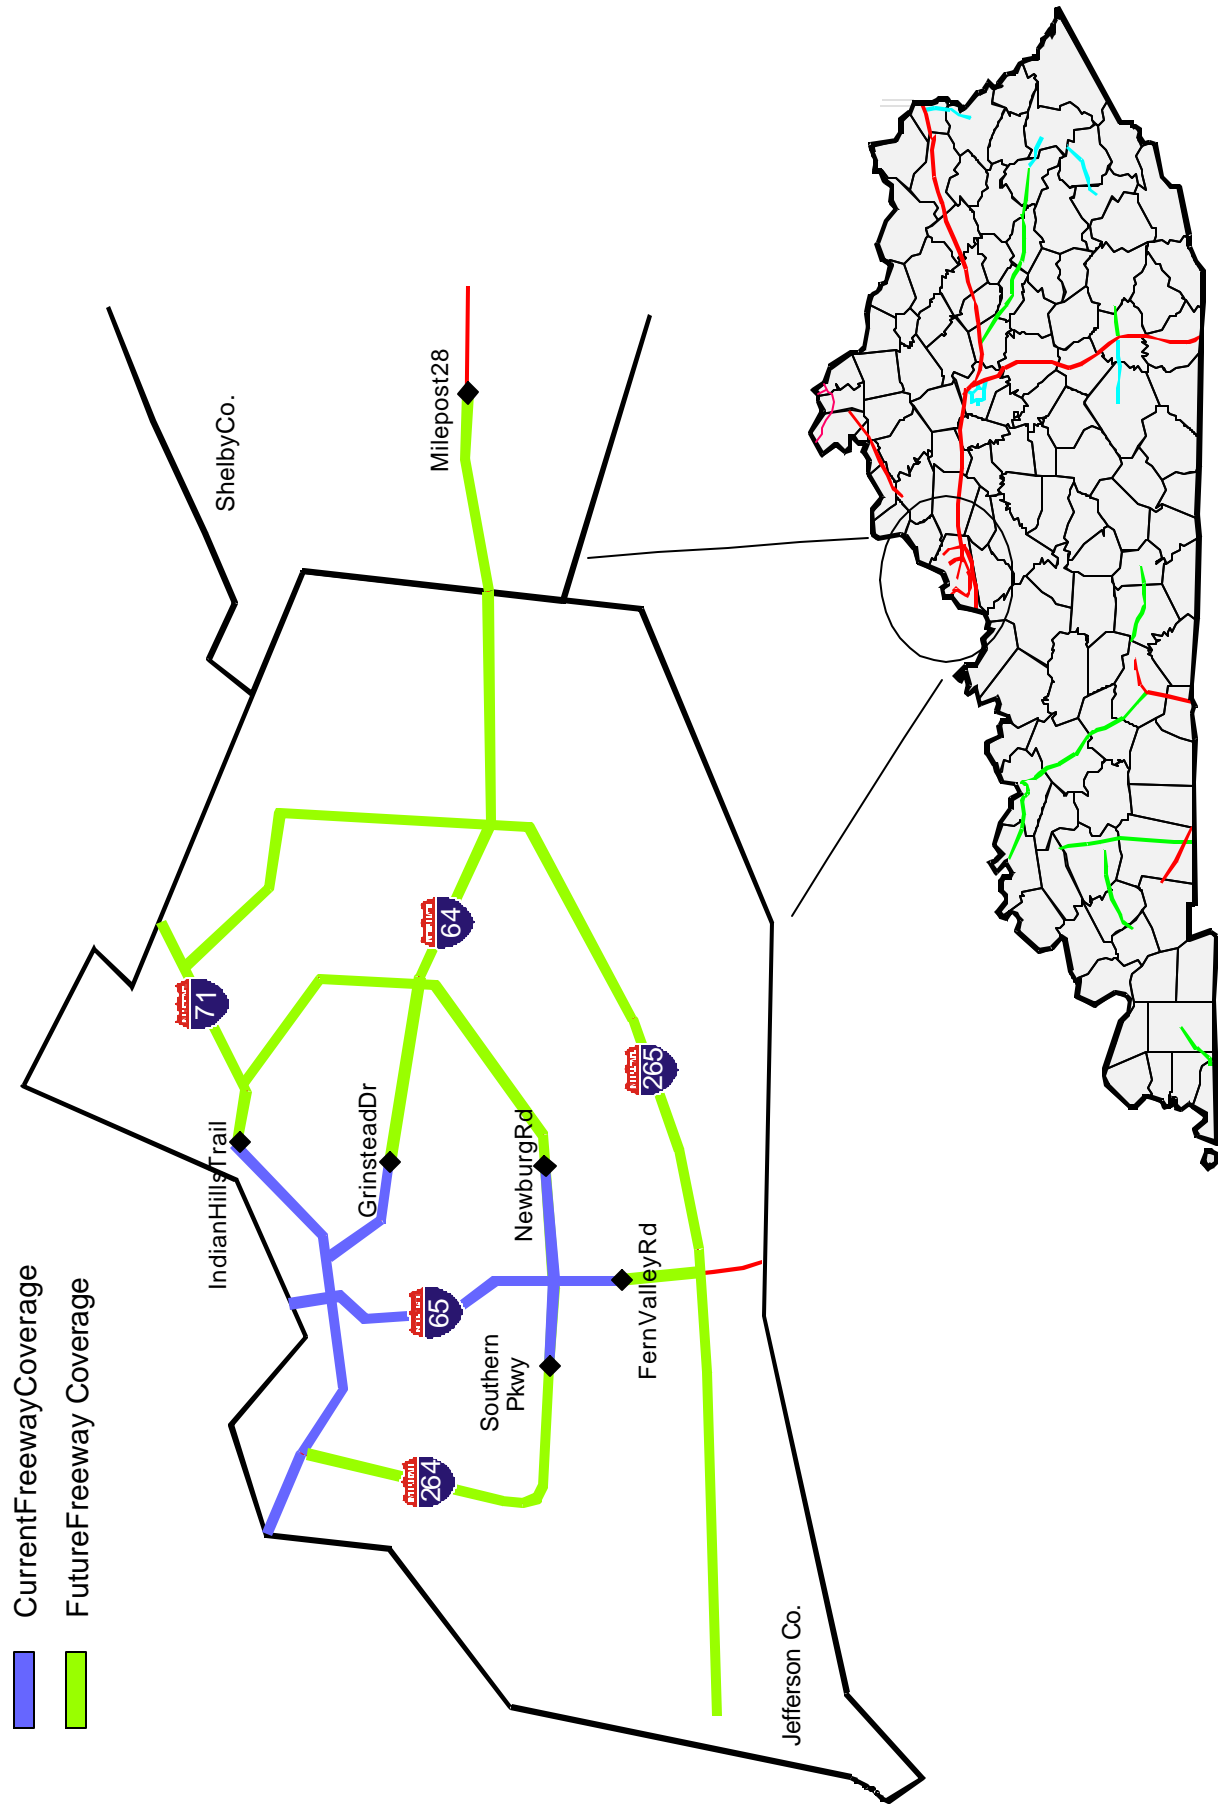 CurrentFreewayCoverage
FutureFreeway Coverage
ShelbyCo.
Milepost28
71
64
IndianHillsTrail
GrinsteadDr
NewburgRd
265
65
Southern
Pkwy
FernValleyRd
264
Jefferson Co.